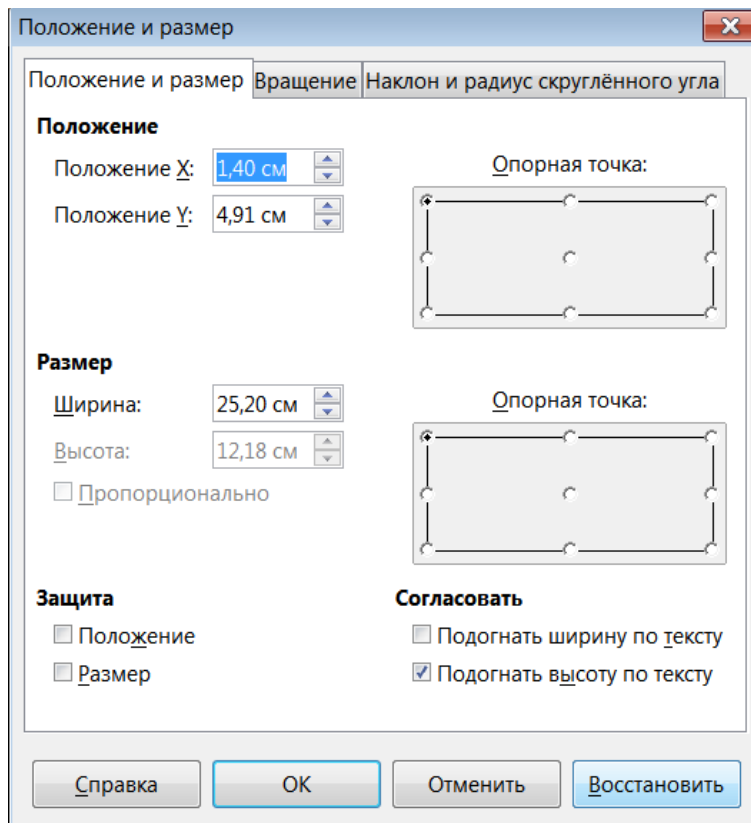 Положение и размер
Положение и размер Вращение Наклон и радиус скруглённого угла
Положение
Положение X: 1,40 см
Опорная точка:
Положение Y: 4,91 см
Размер
Ширина: 25,20 см
Опорная точка:
Высота: 12,18 см
Пропорционально
Защита
Согласовать
Положение
Подогнать ширину по тексту
Размер
Подогнать высоту по тексту
Справка ОК Отменить Восстановить